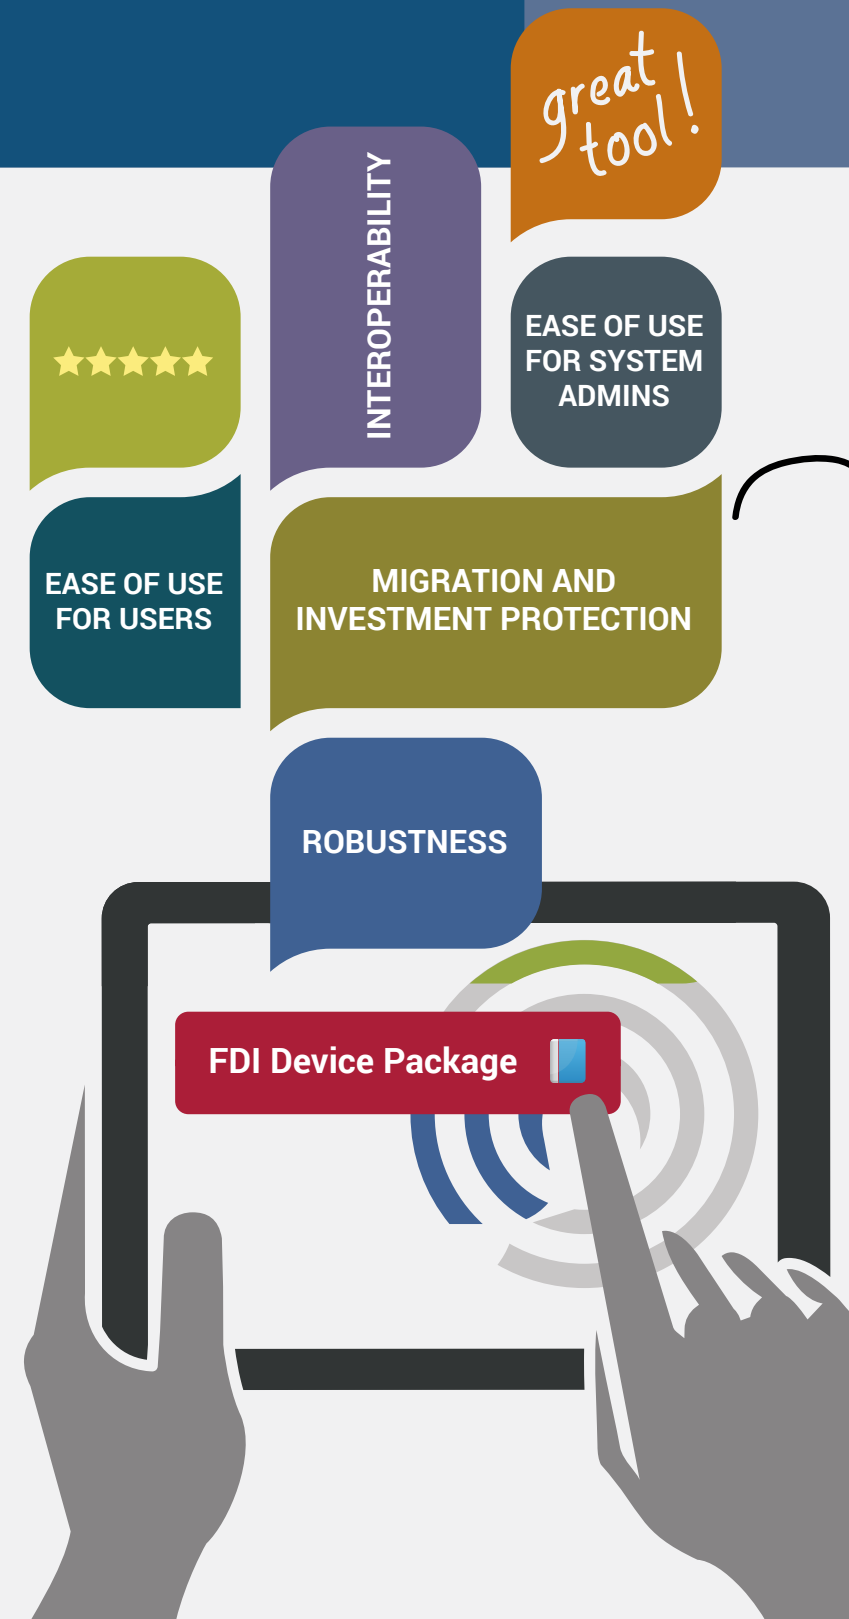 great
tool!
INTEROPERABILITY
EASE OF USE
FOR SYSTEM
ADMINS
EASE OF USE
FOR USERS
MIGRATION AND
INVESTMENT PROTECTION
ROBUSTNESS
FDI Device Package